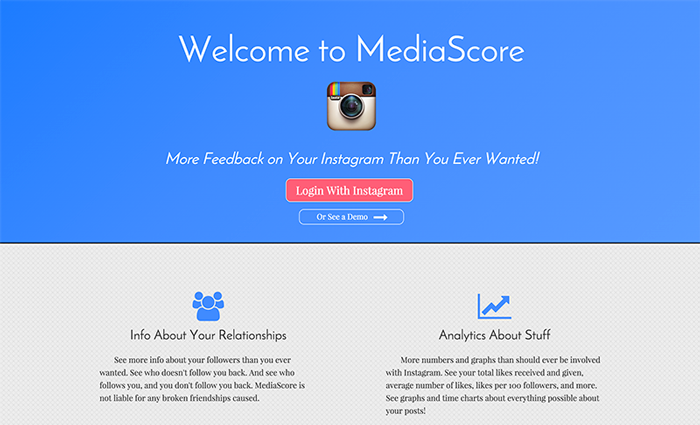 Welcome to MediaScore
More Feedback on Your Instagram Than You Ever Wanted!
Login With Instagram
Or See a Demo
Info About Your Relationships
See more info about your followers than you ever
wanted. See who doesn't follow you back. And see who
follows you, and you don't follow you back. MediaScore is
not liable for any broken friendships caused.
Analytics About Stuff
More numbers and graphs than should ever be involved
with Instagram. See your total likes received and given,
average number of likes, likes per 100 followers, and more.
See graphs and time charts about everything possible about
your posts!